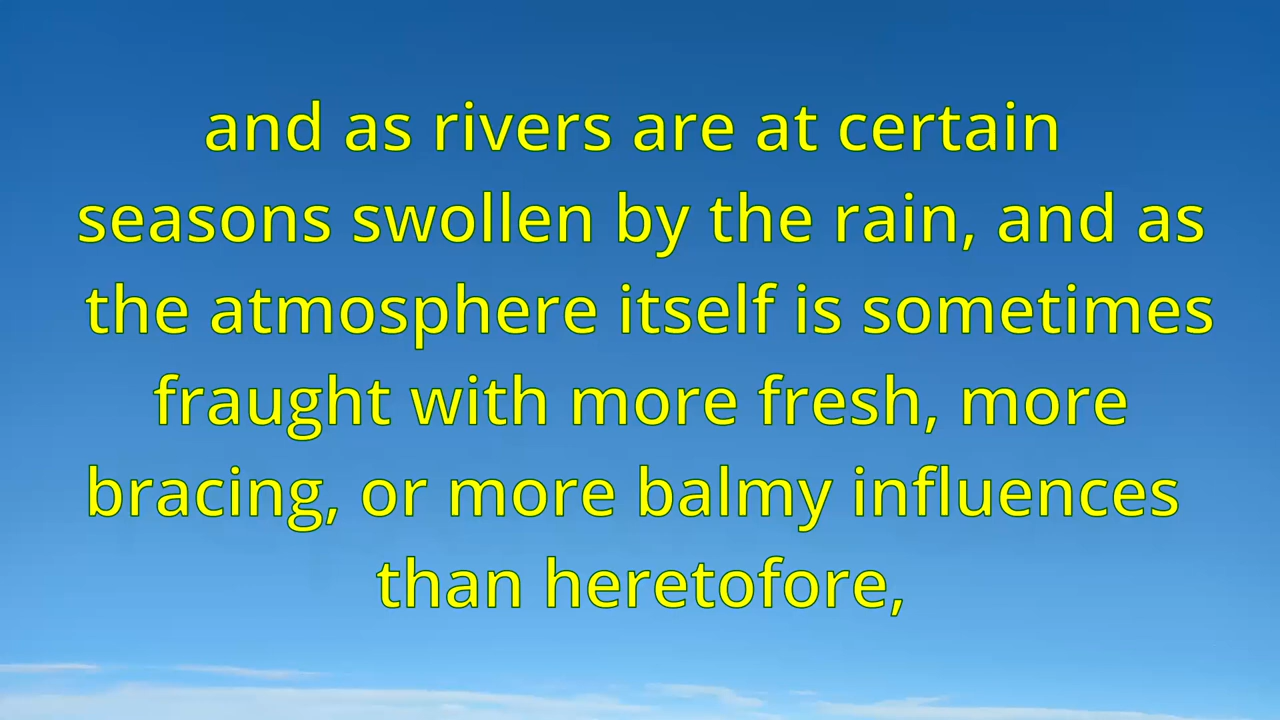 and as rivers are at certain
seasons swollen by the rain, and as
the atmosphere itself is sometimes
fraught with more fresh, more
bracing, or more balmy influences
than heretofore,